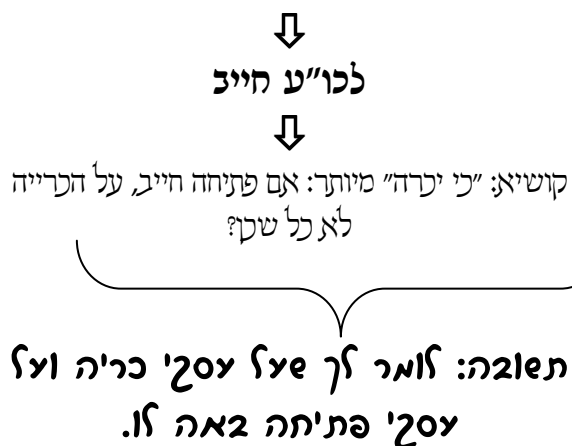 לכו"ע חייב
קושיא: "כי יכרה" מיותר: אם פתיחה חייב, על הכרייה
לא כל שכן?
תשובה: לומר לך שעל עסקי כריה ועל
עסקי פתיחה באה לו.